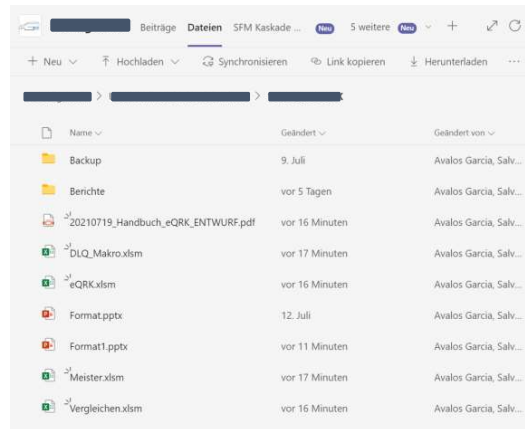 Beiträge Dateien SFM Kaskade ... Neu 5 weitere Neu
Neu Hochladen Synchronisieren Link kopieren Herunterladen ...
Name Geändert Geändert von
Backup 9. Juli Avalos Garcia, Salv...
Berichte vor 5 Tagen Avalos Garcia, Salv...
20210719_Handbuch_eQRK_ENTWURF.pdf vor 16 Minuten Avalos Garcia, Salv...
DLQ_Makro.xlsm vor 17 Minuten Avalos Garcia, Salv...
eQRK.xlsm vor 16 Minuten Avalos Garcia, Salv...
Format.pptx 12. Juli Avalos Garcia, Salv...
Format1.pptx vor 11 Minuten Avalos Garcia, Salv...
Meister.xlsm vor 17 Minuten Avalos Garcia, Salv...
Vergleichen.xlsm vor 16 Minuten Avalos Garcia, Salv...